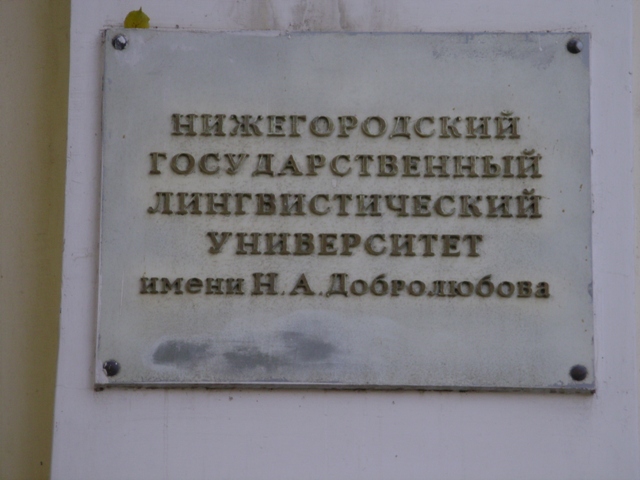 НИЖЕГОРОДСКИЙ
ГОСУДАРСТВЕННЫЙ
ЛИНГВИСТИЧЕСКИЙ
УНИВЕРСИТЕТ
имени Н.А.Добролюбова